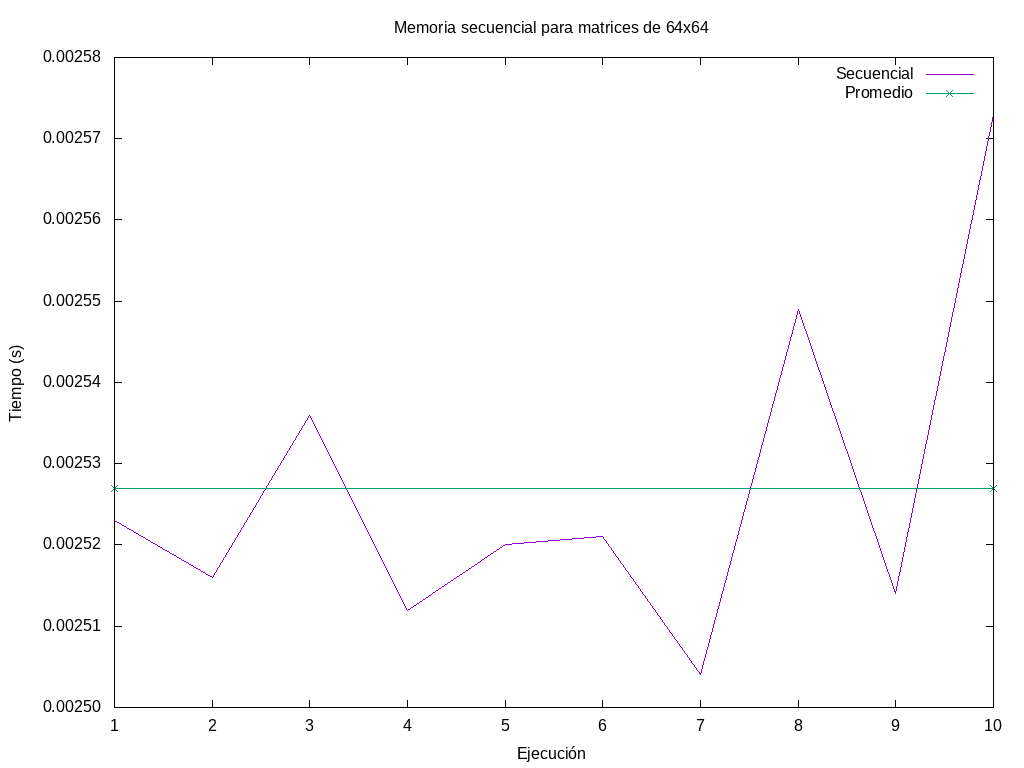 Memoria secuencial para matrices de 64x64
Secuencial
Promedio
0.00258
0.00257
0.00256
0.00255
0.00254
0.00253
0.00252
0.00251
0.00250
Tiempo (s)
1 2 3 4 5 6 7 8 9 10
Ejecución